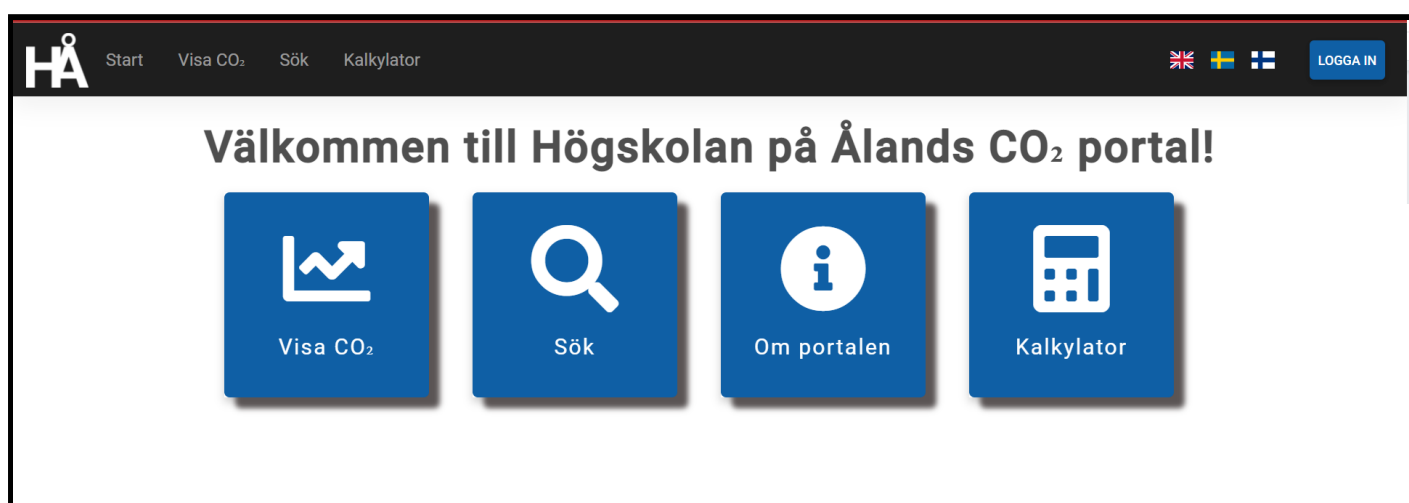 HÅ Start Visa CO₂ Sök Kalkylator LOGGA IN
Välkommen till Högskolan på Ålands CO₂ portal!
Visa CO₂ Sök Om portalen Kalkylator